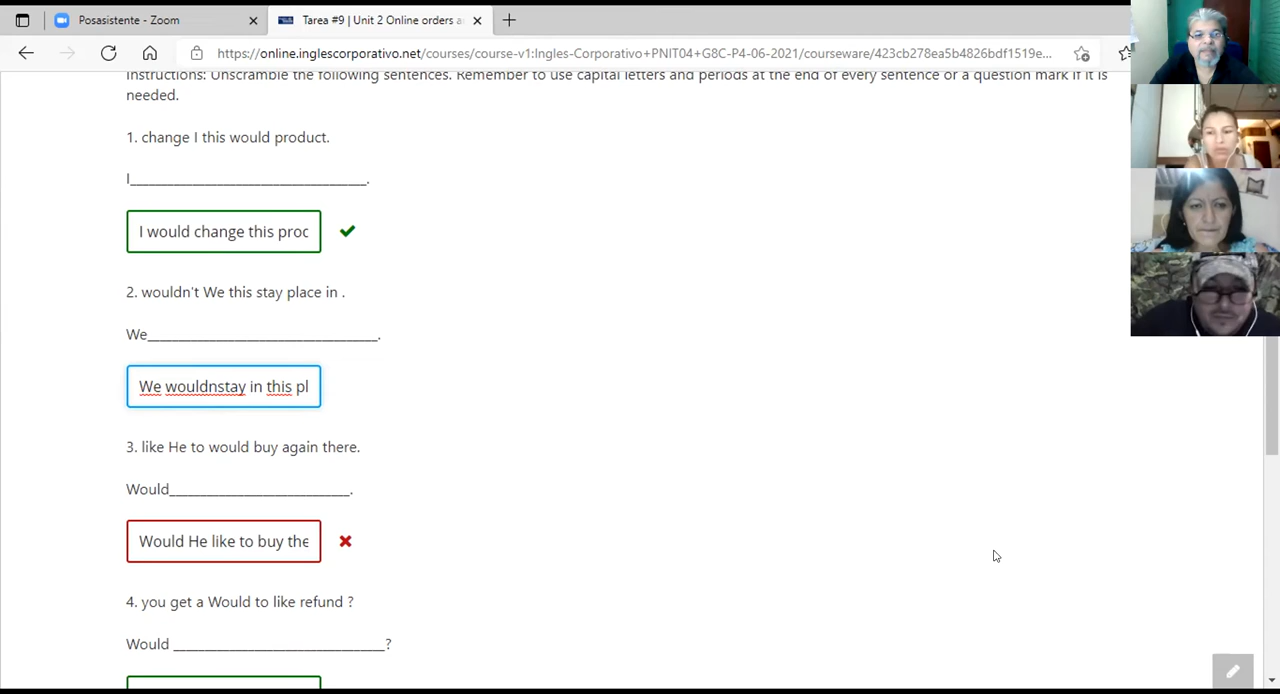 Posasistente - Zoom
Tarea #9 | Unit 2 Online orders a
https://online.inglescorporativo.net/courses/course-v1:Ingles-Corporativo+PNIT04+G8C-P4-06-2021/courseware/423cb278ea5b4826bdf1519e...
Instructions: Unscramble the following sentences. Remember to use capital letters and periods at the end of every sentence or a question mark if it is
needed.
1. change I this would product.
I___________________________________.
I would change this proc
2. wouldn't We this stay place in .
We__________________________________.
We wouldnstay in this pl
3. like He to would buy again there.
Would___________________________.
Would He like to buy the
4. you get a Would to like refund ?
Would ________________________________?